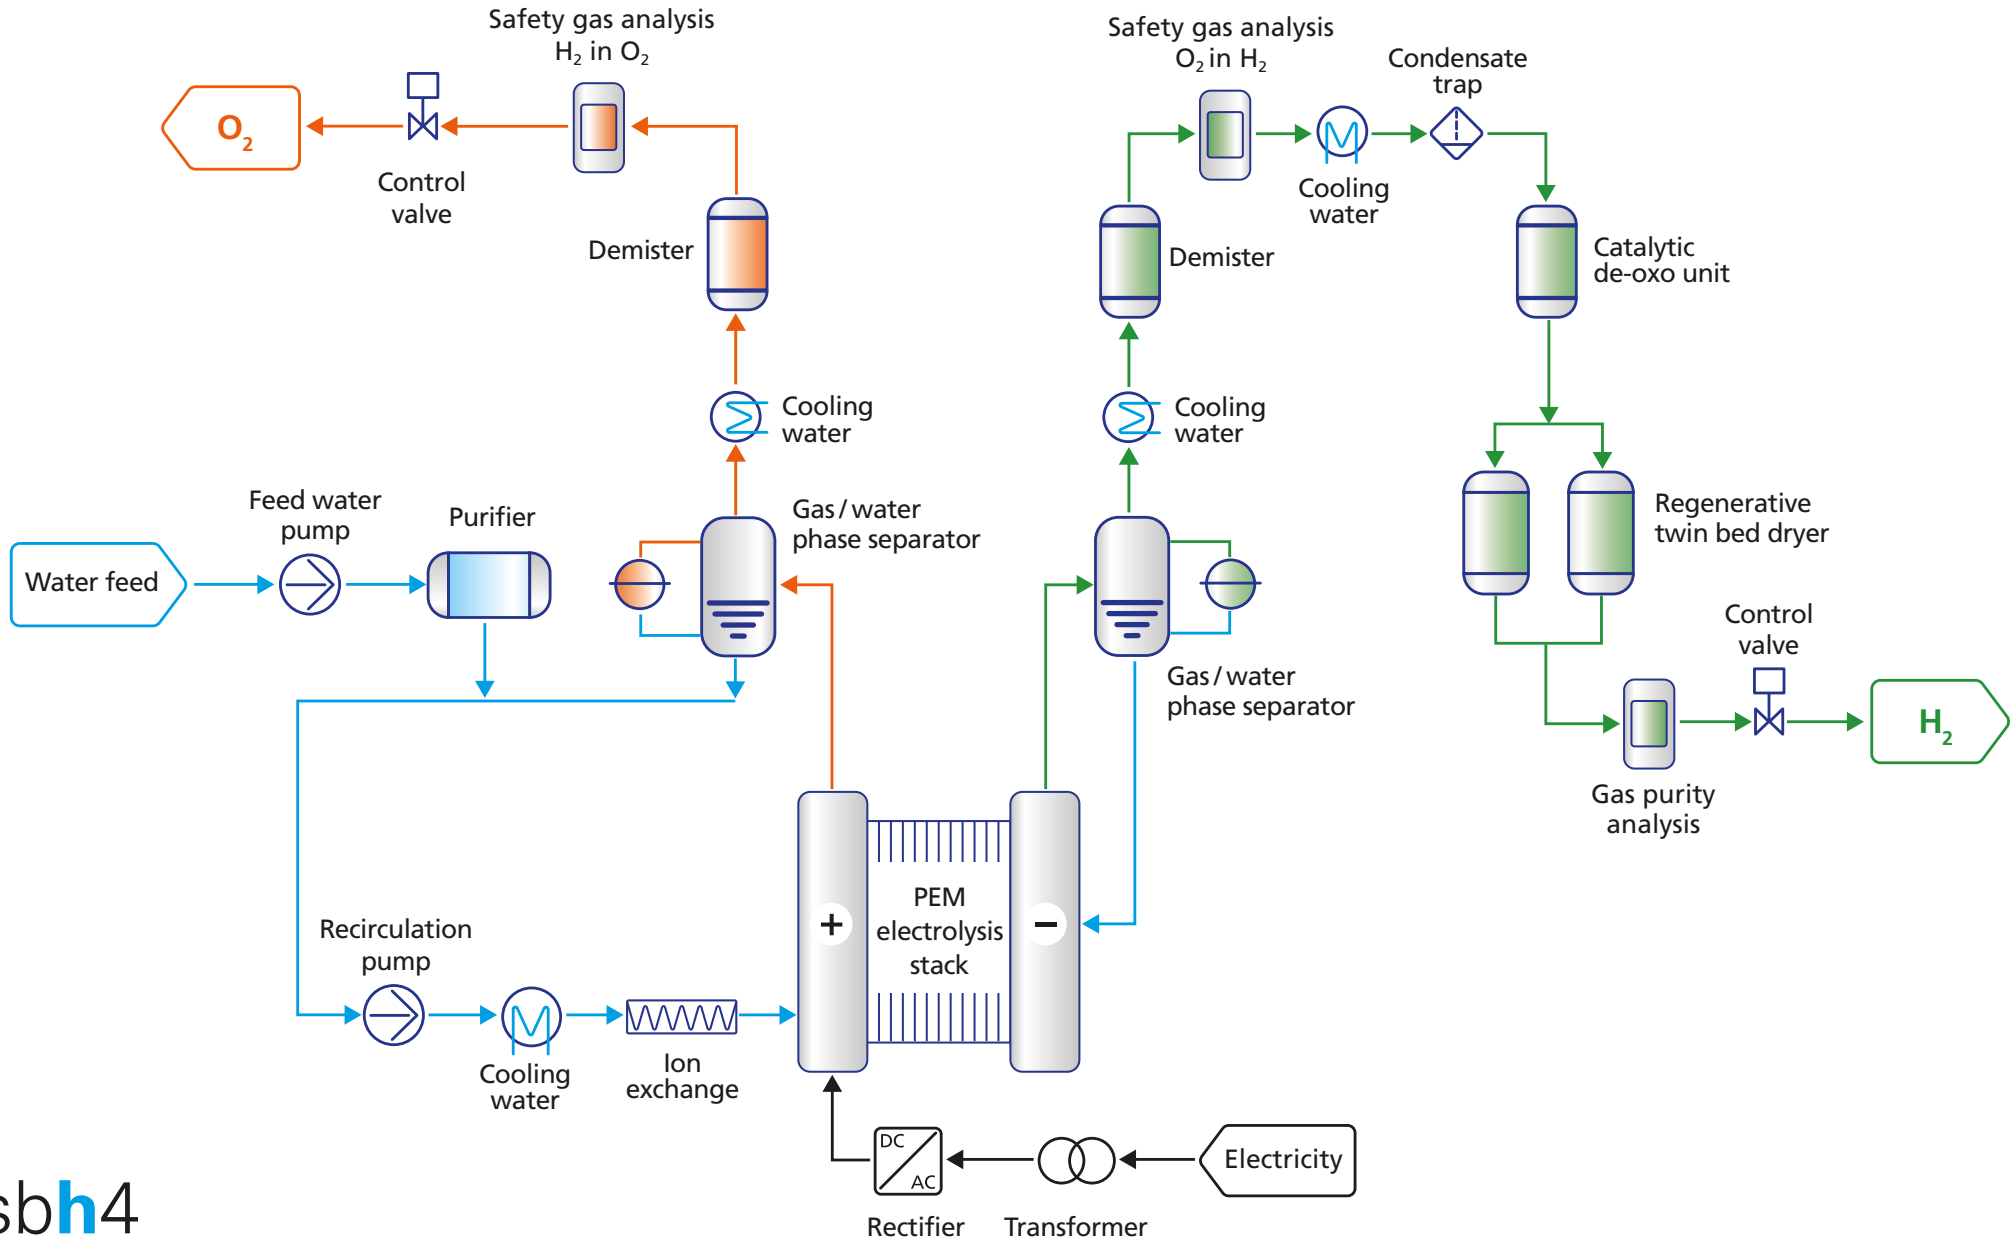 Safety gas analysis
H₂ in O₂
Safety gas analysis
O₂ in H₂
Condensate
trap
O₂
Control
valve
Cooling
water
Demister
Demister
Catalytic
de-oxo unit
Cooling
water
Cooling
water
Feed water
pump
Purifier
Gas/water
phase separator
Regenerative
twin bed dryer
Water feed
Control
valve
Gas/water
phase separator
H₂
Gas purity
analysis
PEM
electrolysis
stack
+
−
Recirculation
pump
Cooling
water
Ion
exchange
DC
AC
Electricity
Rectifier
Transformer
sbh4